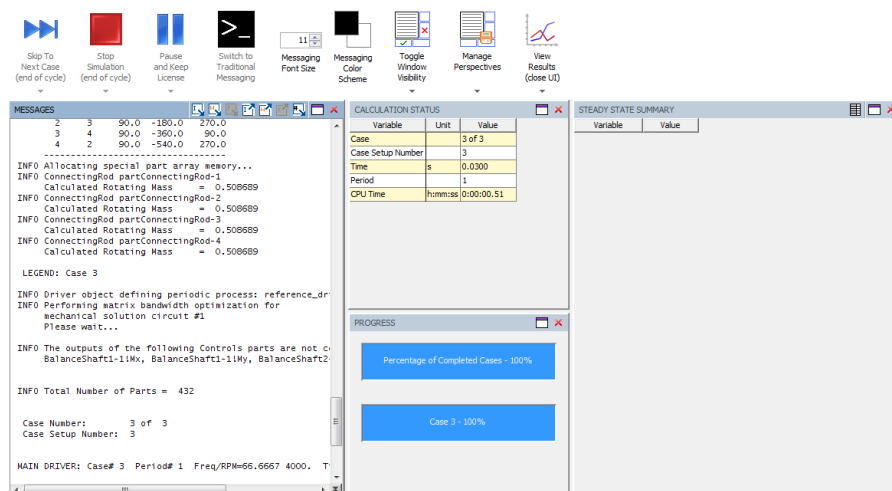 Skip To
Next Case
(end of cycle)
Stop
Simulation
(end of cycle)
Pause
and Keep
License
>_
Switch to
Traditional
Messaging
11
Messaging
Font Size
Messaging
Color
Scheme
Toggle
Window
Visibility
Manage
Perspectives
View
Results
(close UI)
MESSAGES
2 3 90.0 -180.0 270.0
3 4 90.0 -360.0 90.0
4 2 90.0 -540.0 270.0
----------------------------------
INFO Allocating special part array memory...
INFO ConnectingRod partConnectingRod-1
Calculated Rotating Mass = 0.508689
INFO ConnectingRod partConnectingRod-2
Calculated Rotating Mass = 0.508689
INFO ConnectingRod partConnectingRod-3
Calculated Rotating Mass = 0.508689
INFO ConnectingRod partConnectingRod-4
Calculated Rotating Mass = 0.508689
LEGEND: Case 3
INFO Driver object defining periodic process: reference_dr
INFO Performing matrix bandwidth optimization for
mechanical solution circuit #1
Please wait...
INFO The outputs of the following Controls parts are not c
BalanceShaft1-1!Mx, BalanceShaft1-1!My, BalanceShaft2-
INFO Total Number of Parts = 432
Case Number: 3 of 3
Case Setup Number: 3
MAIN DRIVER: Case# 3 Period# 1 Freq/RPM=66.6667 4000. T
CALCULATION STATUS
Variable Unit Value
Case 3 of 3
Case Setup Number 3
Time s 0.0300
Period 1
CPU Time h:mm:ss 0:00:00.51
PROGRESS
Percentage of Completed Cases - 100%
Case 3 - 100%
STEADY STATE SUMMARY
Variable Value